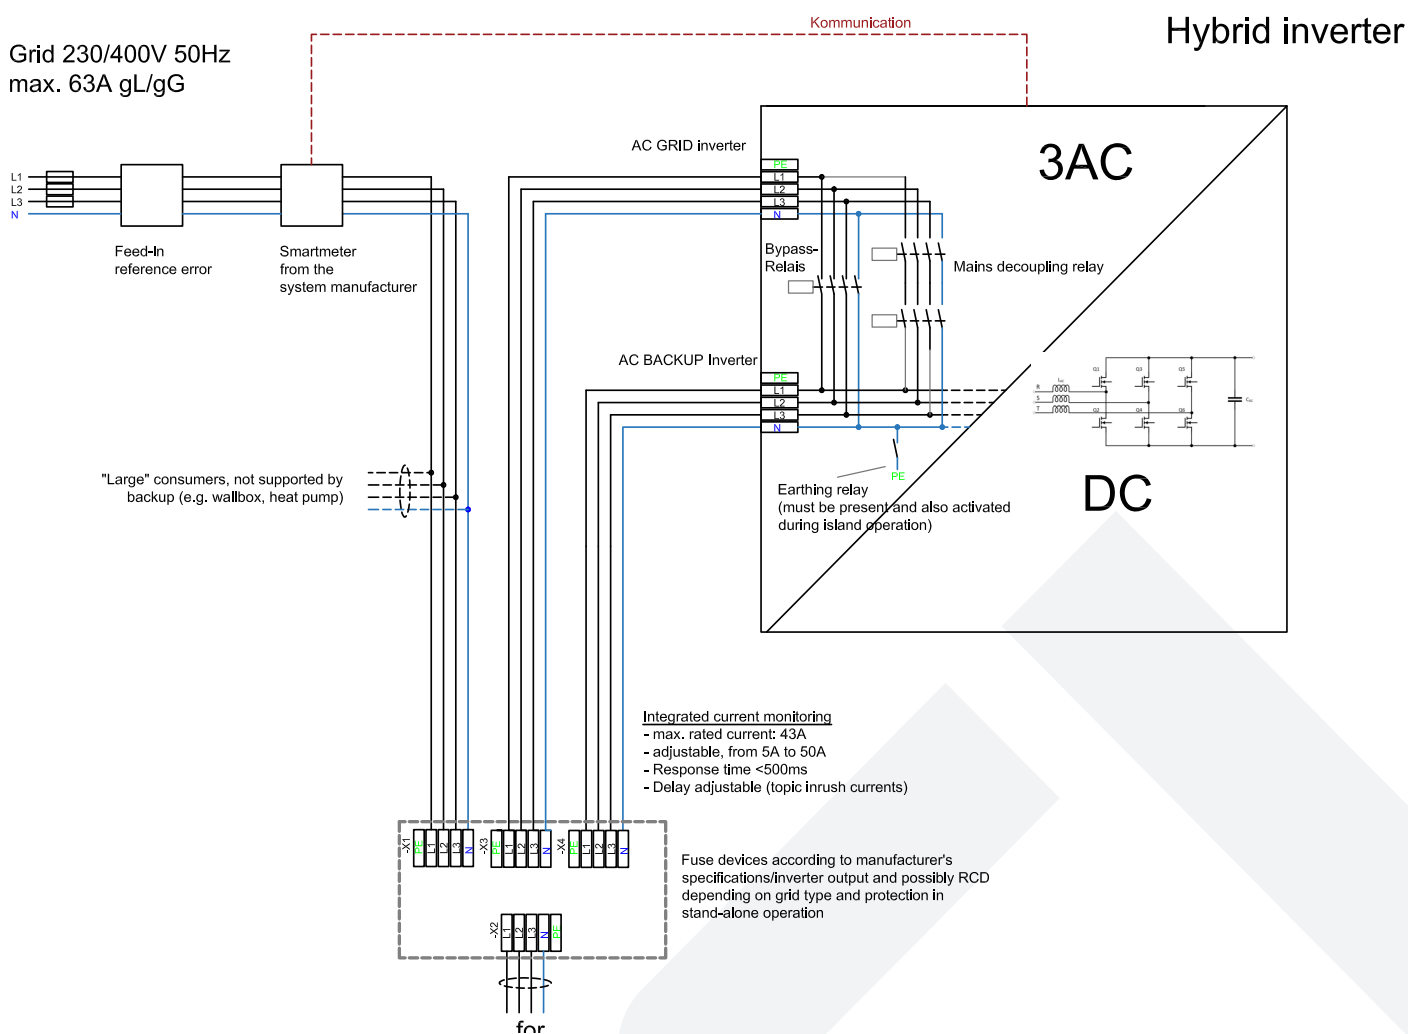 Kommunication
Hybrid inverter
Grid 230/400V 50Hz
max. 63A gL/gG
L1
L2
L3
N
Feed-In
reference error
Smartmeter
from the
system manufacturer
AC GRID inverter
PE
L1
L2
L3
N
3AC
Bypass-
Relais
Mains decoupling relay
AC BACKUP Inverter
PE
L1
L2
L3
N
R
S
T
Q1
Q3
Q5
Q2
Q4
Q6
PE
Earthing relay
(must be present and also activated
during island operation)
DC
"Large" consumers, not supported by
backup (e.g. wallbox, heat pump)
Integrated current monitoring
- max. rated current: 43A
- adjustable, from 5A to 50A
- Response time <500ms
- Delay adjustable (topic inrush currents)
-X1
PE
L1
L2
L3
N
-X3
PE
L1
L2
L3
N
-X4
PE
L1
L2
L3
N
Fuse devices according to manufacturer's
specifications/inverter output and possibly RCD
depending on grid type and protection in
stand-alone operation
-X2
L1
L2
L3
N
PE
for